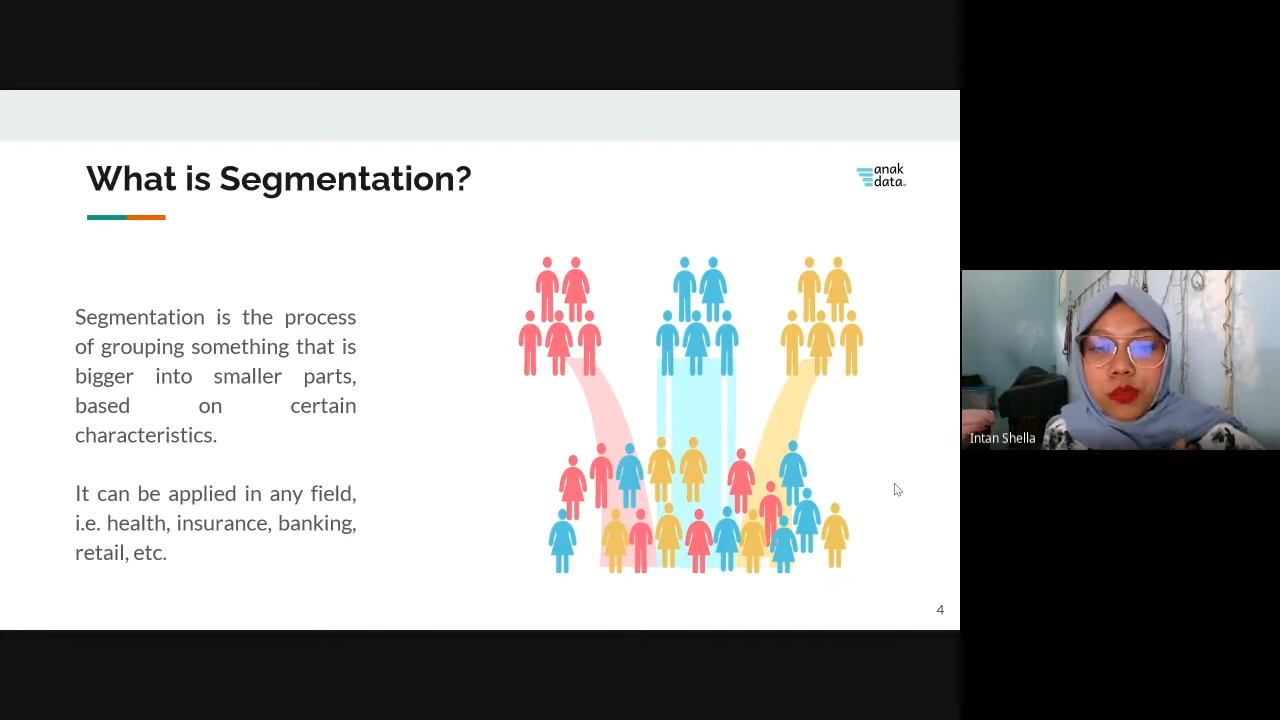 What is Segmentation?
anak
data
Segmentation is the process
of grouping something that is
bigger into smaller parts,
based on certain
characteristics.
It can be applied in any field,
i.e. health, insurance, banking,
retail, etc.
4
Intan Shella